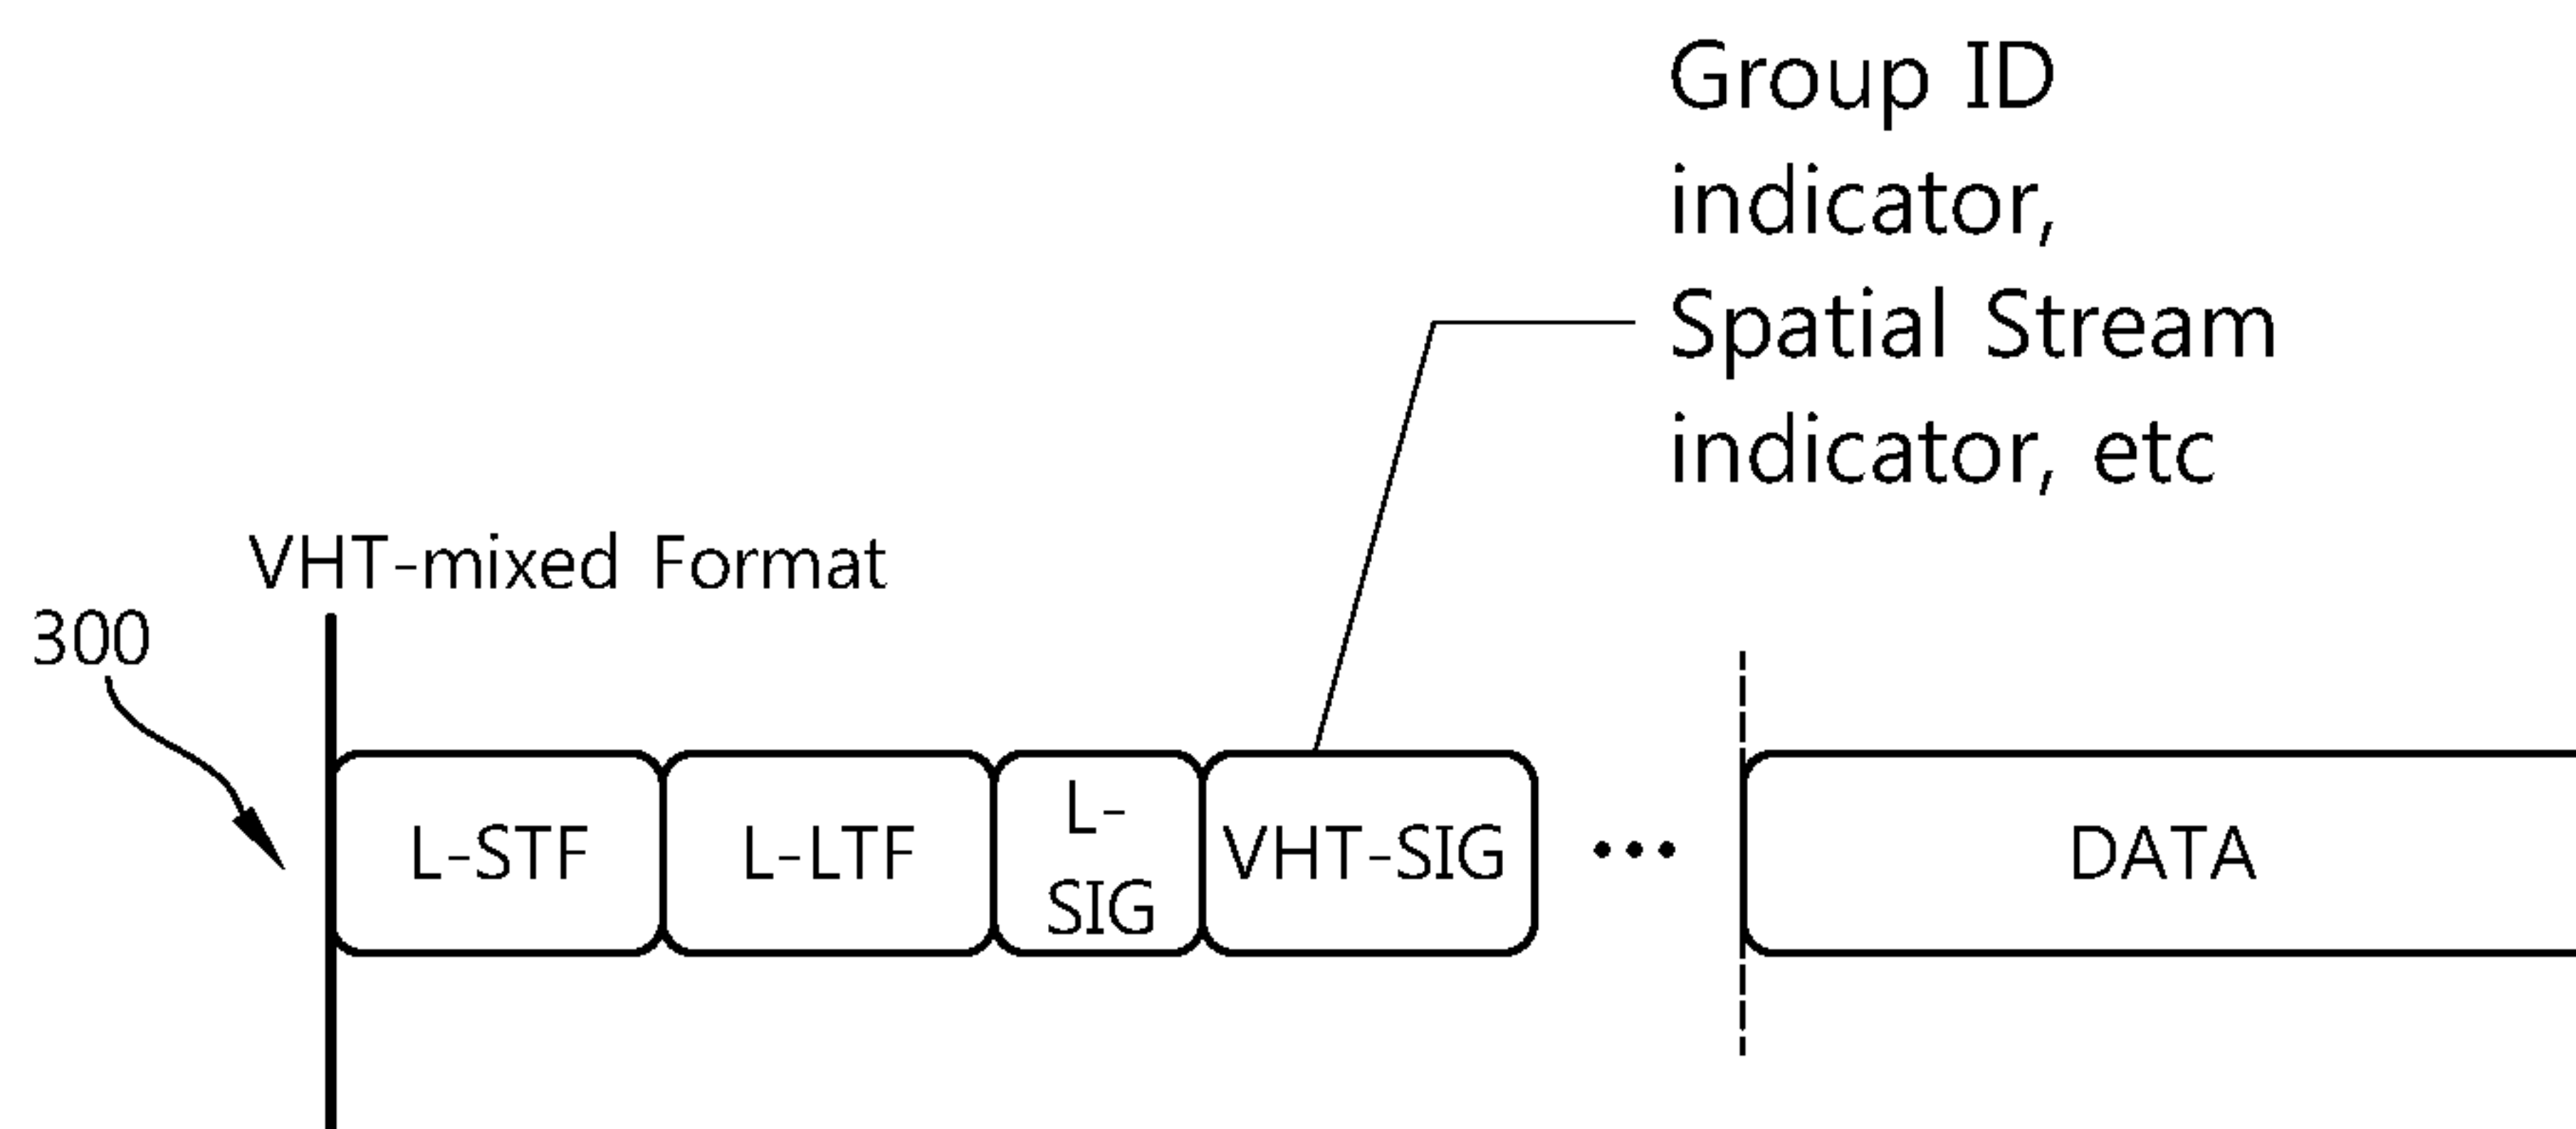 Group ID
indicator,
Spatial Stream
indicator, etc
VHT-mixed Format
300
L-STF
L-LTF
L-
SIG
VHT-SIG
DATA